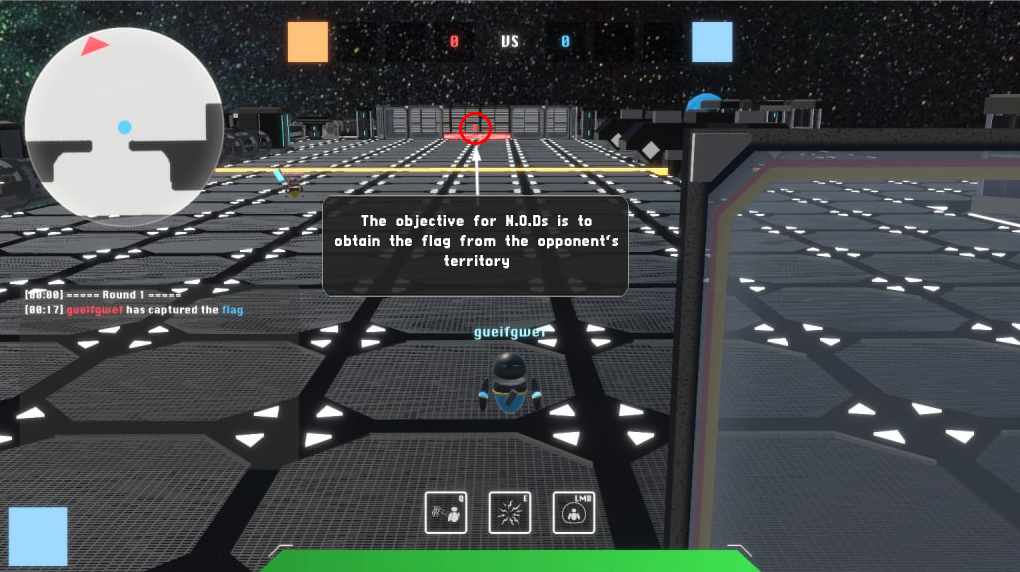 0 VS 0
The objective for N.O.Ds is to
obtain the flag from the opponent's
territory
[00:00] ===== Round 1 =====
[00:17] gueifgwef has captured the flag
gueifgwef
Q
E
LMB